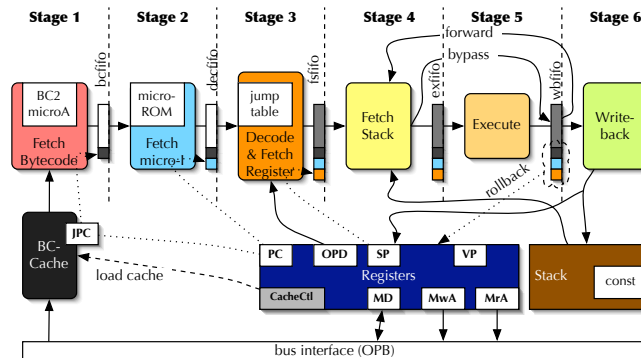 Stage 1
Stage 2
Stage 3
Stage 4
Stage 5
Stage 6
bcfifo
decfifo
fsfifo
exfifo
wbfifo
forward
bypass
BC2
microA
Fetch
Bytecode
micro-
ROM
Fetch
micro-I
jump
table
Decode
& Fetch
Register
Fetch
Stack
Execute
Write-
back
rollback
JPC
BC-
Cache
load cache
PC
OPD
SP
VP
Registers
CacheCtl
MD
MwA
MrA
Stack
const
bus interface (OPB)